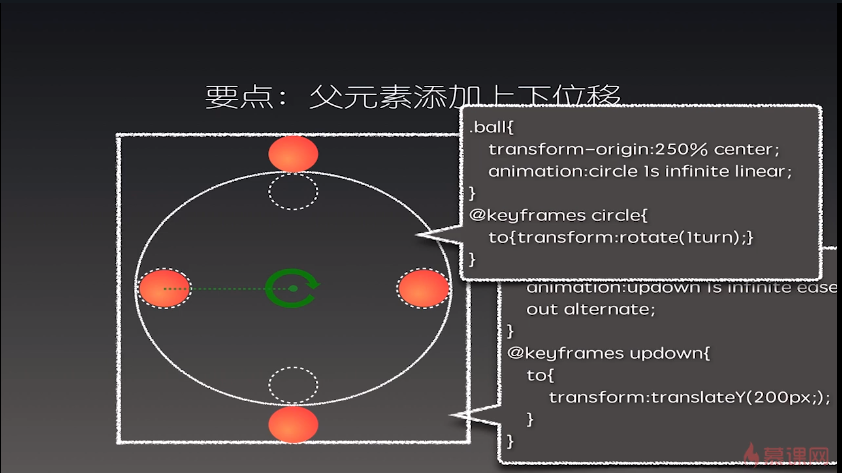 要点：父元素添加上下位移
.ball{
transform-origin:250% center;
animation:circle 1s infinite linear;
}
@keyframes circle{
to{transform:rotate(1turn);}
}
animation:updown 1s infinite ease
out alternate;
}
@keyframes updown{
to{
transform:translateY(200px;);
}
}
慕课网